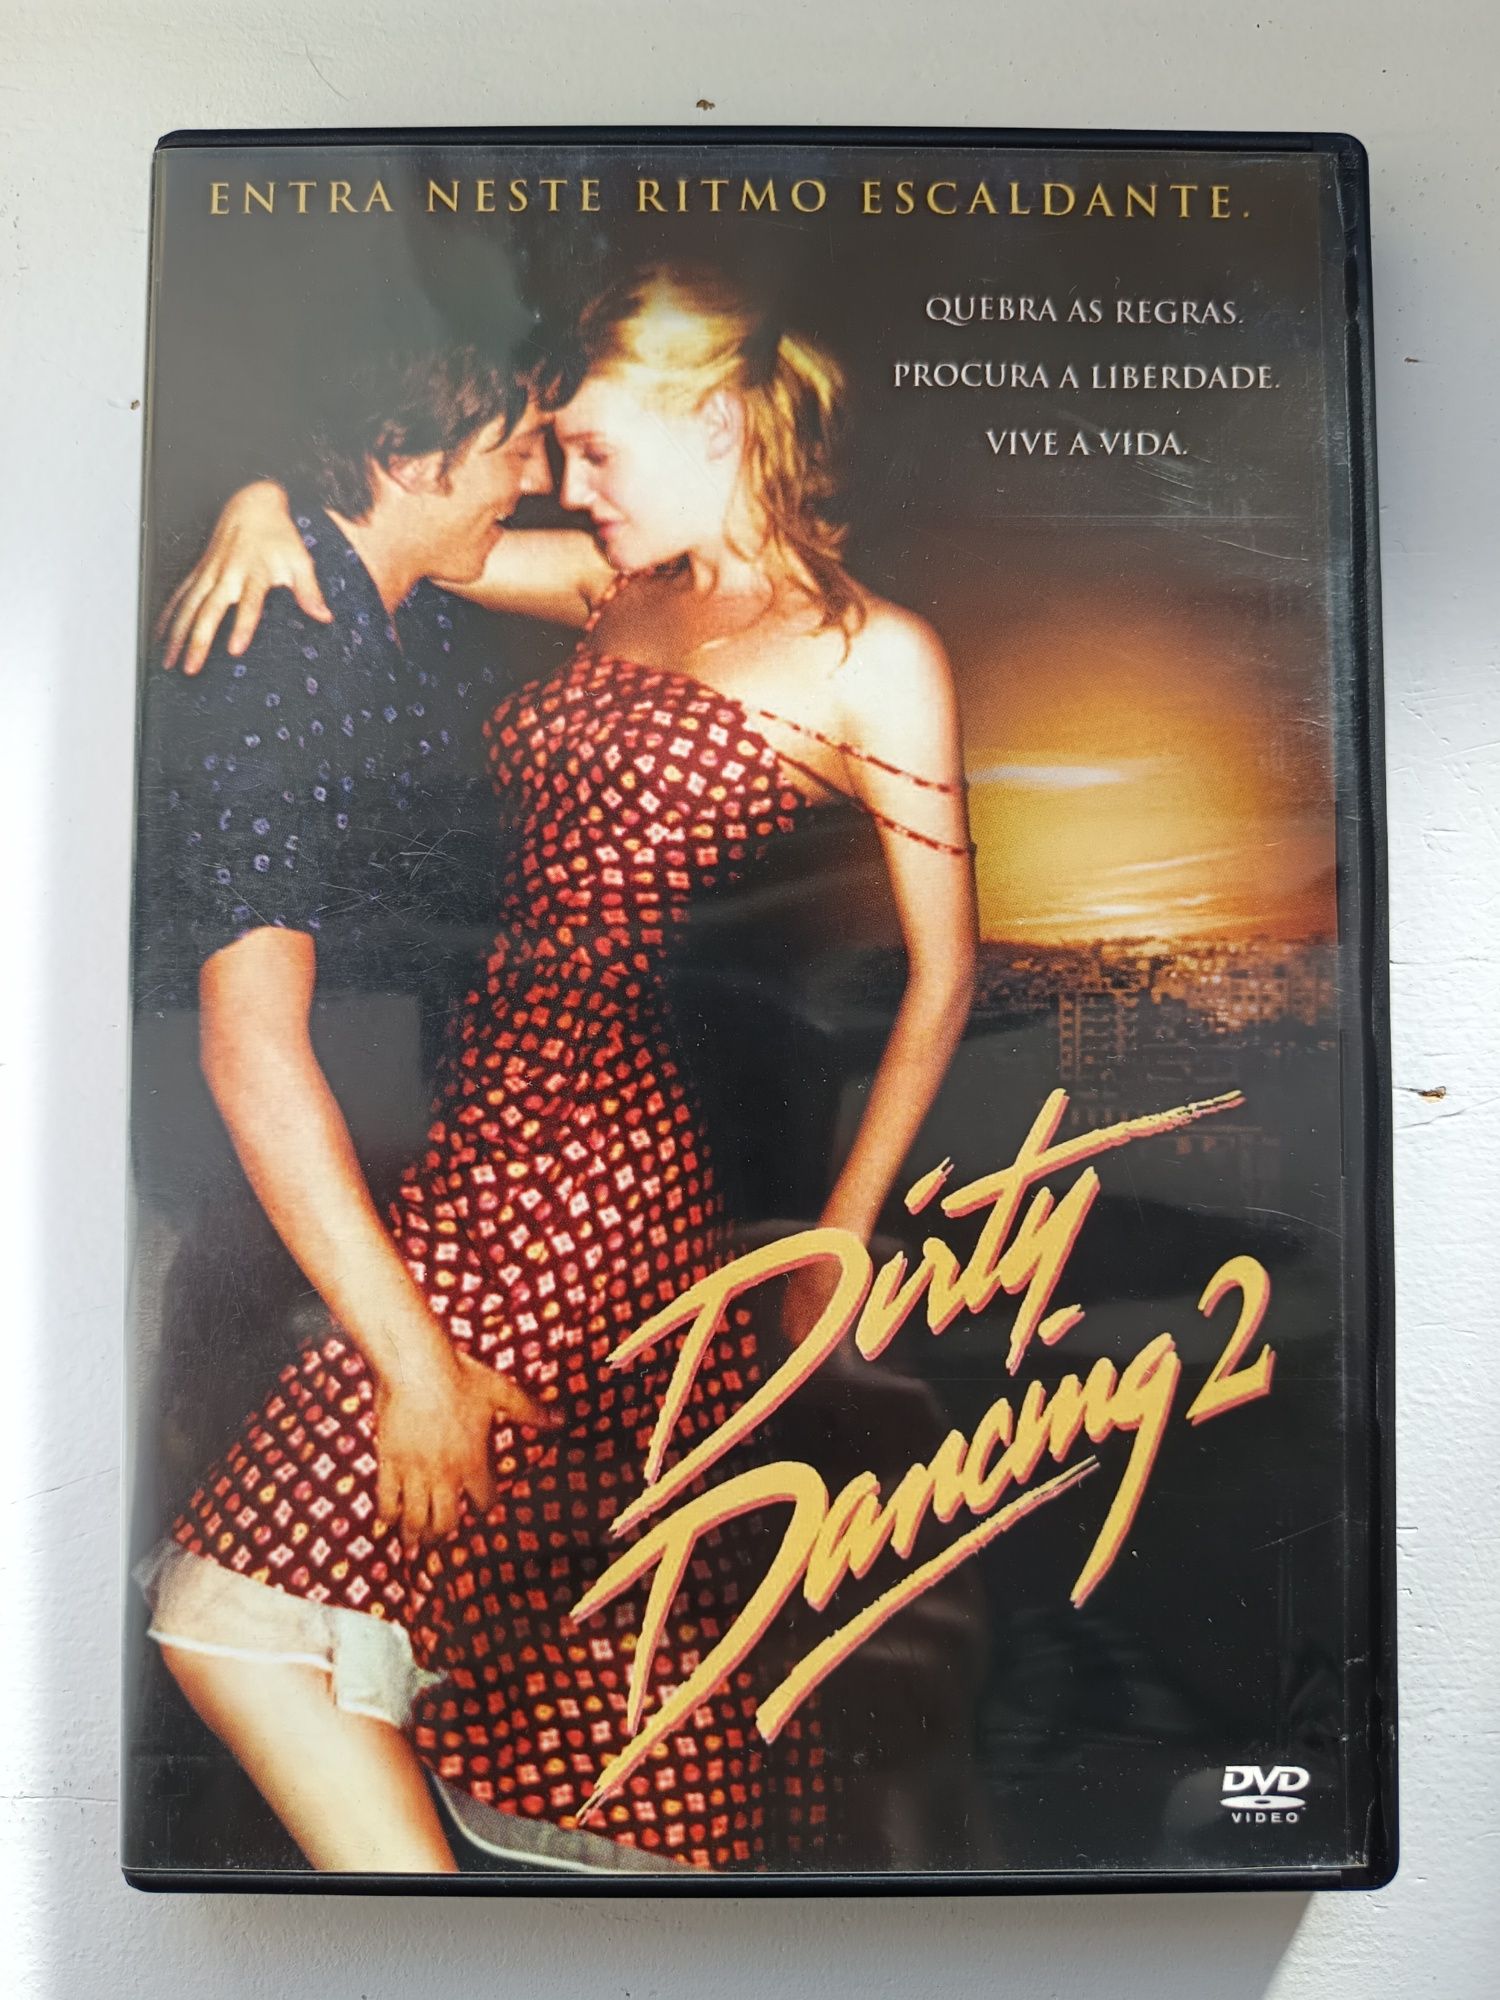 ENTRA NESTE RITMO ESCALDANTE.
QUEBRA AS REGRAS.
PROCURA A LIBERDADE.
VIVE A VIDA.
Dirty
Dancing 2
DVD
VIDEO